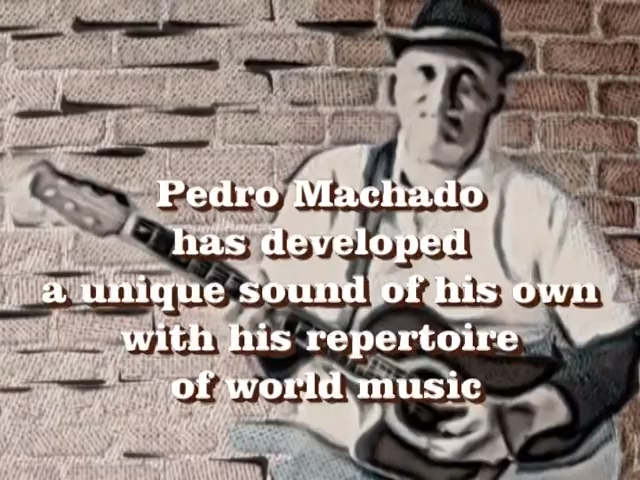 Pedro Machado
has developed
a unique sound of his own
with his repertoire
of world music